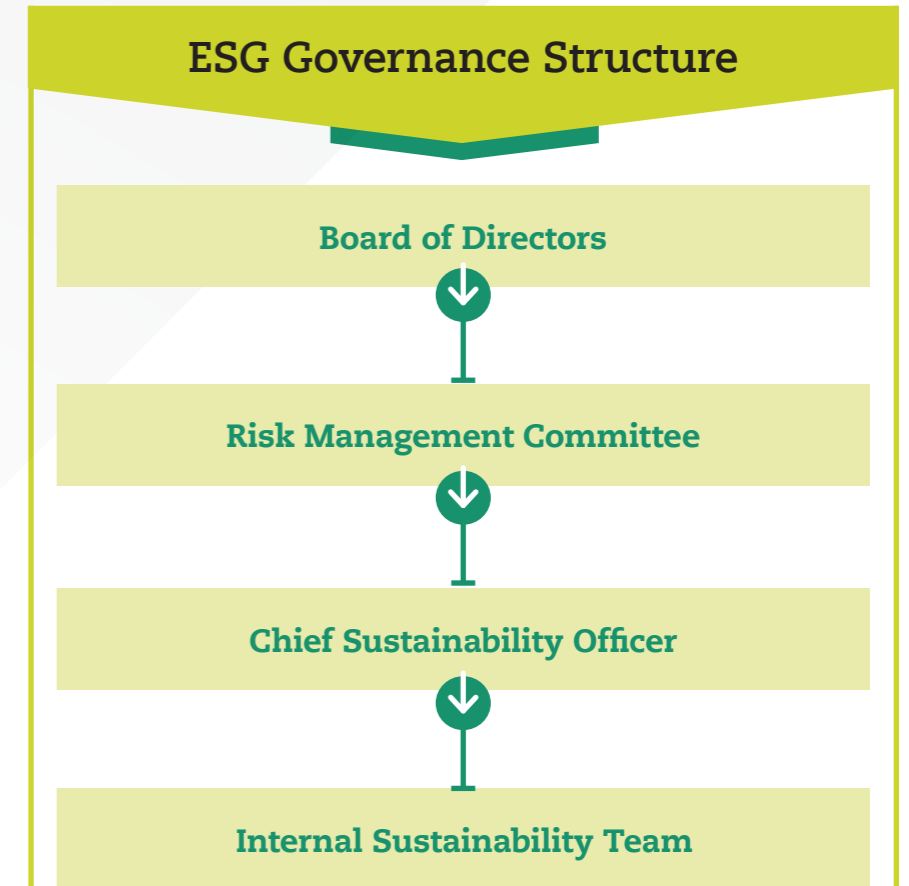 ESG Governance Structure
Board of Directors
Risk Management Committee
Chief Sustainability Officer
Internal Sustainability Team